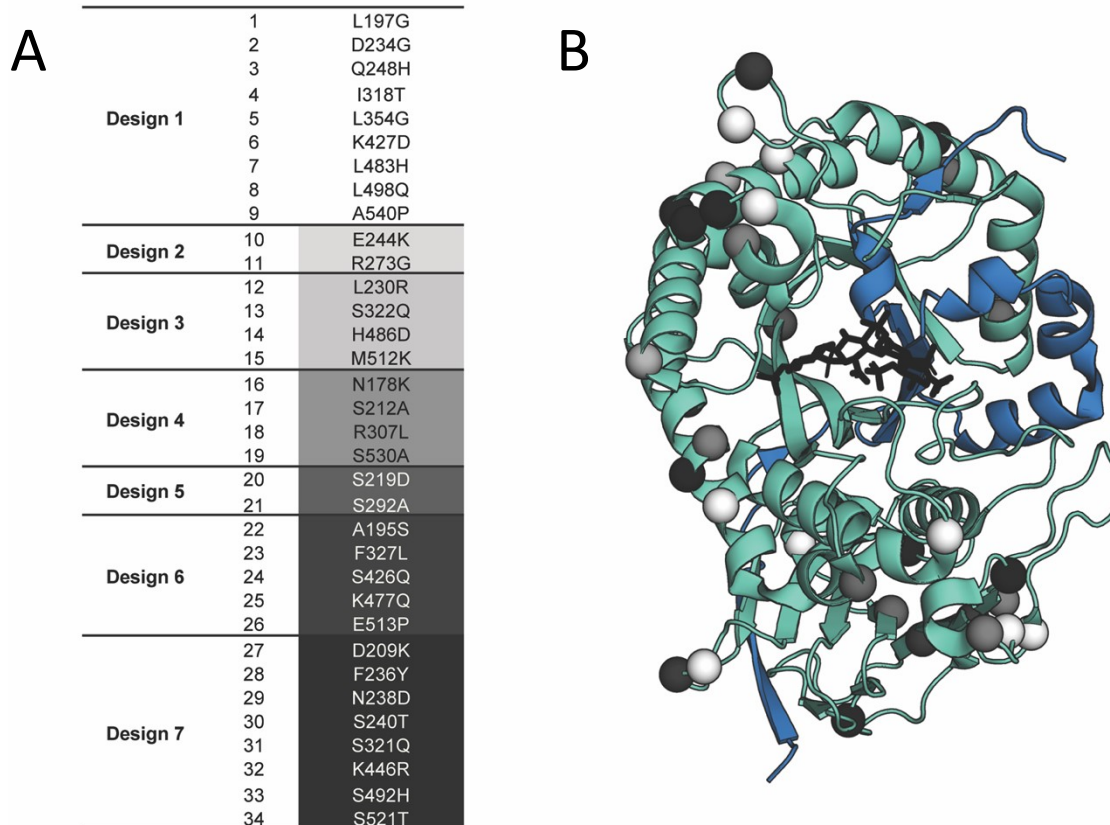 A
B
Design 1
1 L197G
2 D234G
3 Q248H
4 I318T
5 L354G
6 K427D
7 L483H
8 L498Q
9 A540P
Design 2
10 E244K
11 R273G
Design 3
12 L230R
13 S322Q
14 H486D
15 M512K
Design 4
16 N178K
17 S212A
18 R307L
19 S530A
Design 5
20 S219D
21 S292A
Design 6
22 A195S
23 F327L
24 S426Q
25 K477Q
26 E513P
Design 7
27 D209K
28 F236Y
29 N238D
30 S240T
31 S321Q
32 K446R
33 S492H
34 S521T